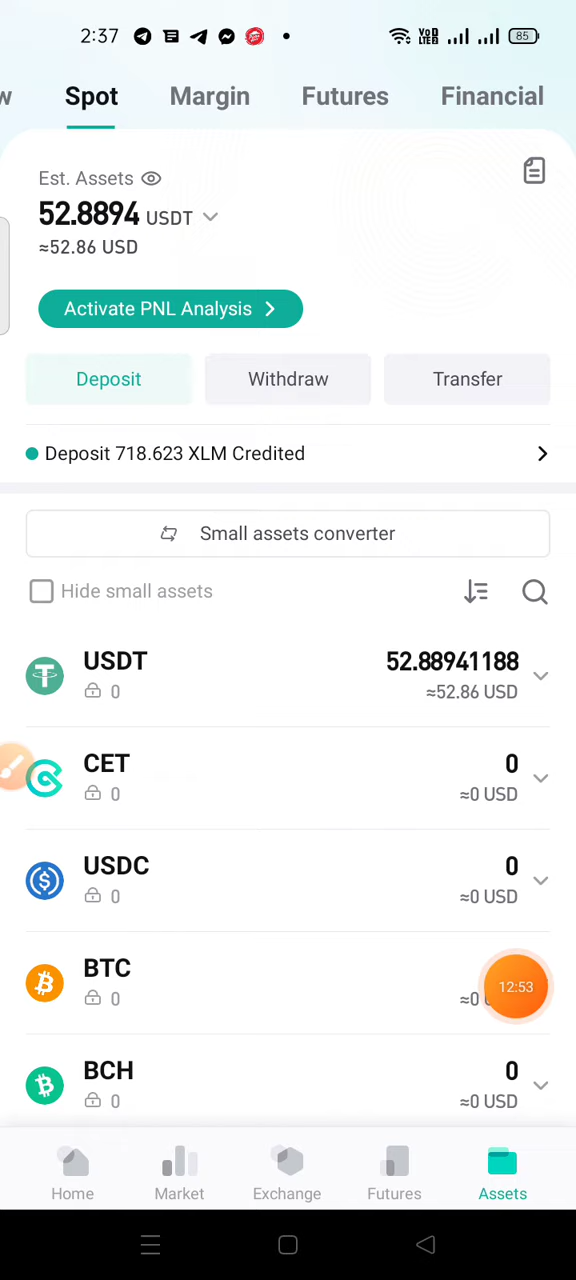 2:37 VoD LTE 85
w Spot Margin Futures Financial
Est. Assets
52.8894 USDT
≈52.86 USD
Activate PNL Analysis
Deposit Withdraw Transfer
Deposit 718.623 XLM Credited
Small assets converter
Hide small assets
USDT 52.88941188
0 ≈52.86 USD
CET 0
0 ≈0 USD
USDC 0
0 ≈0 USD
BTC
0 ≈0
12:53
BCH 0
0 ≈0 USD
Home Market Exchange Futures Assets